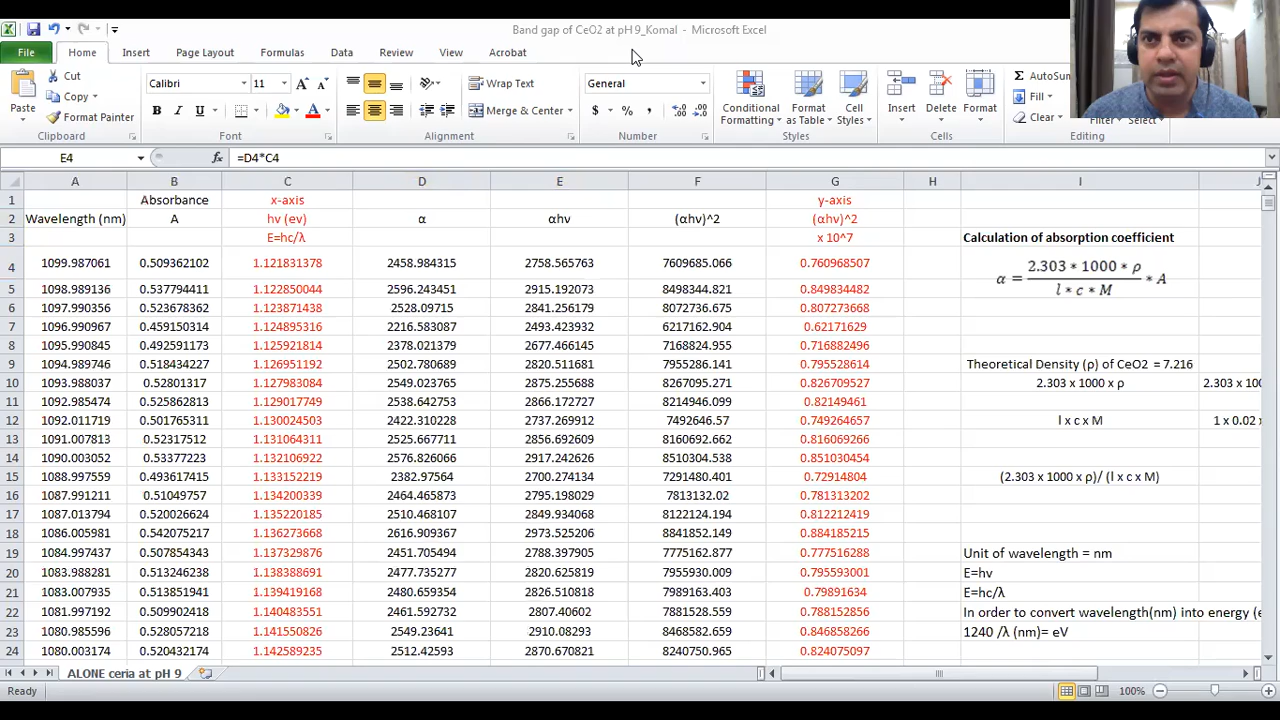 Band gap of CeO2 at pH9_Komal - Microsoft Excel
File Home Insert Page Layout Formulas Data Review View Acrobat
Paste
Cut
Copy
Format Painter
Calibri 11
General
Wrap Text
Merge & Center
Conditional Formatting
Format as Table
Cell Styles
Insert Delete Format
AutoSum
Fill
Clear
Filter Select
Clipboard Font Alignment Number Styles Cells Editing
E4 fx =D4*C4
A B C D E F G H I J
1 Absorbance x-axis y-axis
2 Wavelength (nm) A hv (ev) α αhv (αhv)^2 (αhv)^2
3 E=hc/λ x 10^7 Calculation of absorption coefficient
4 1099.987061 0.509362102 1.121831378 2458.984315 2758.565763 7609685.066 0.760968507 α = 2.303 * 1000 * ρ / l * c * M * A
5 1098.989136 0.537794411 1.122850044 2596.243451 2915.192073 8498344.821 0.849834482
6 1097.990356 0.523678362 1.123871438 2528.09715 2841.256179 8072736.675 0.807273668
7 1096.990967 0.459150314 1.124895316 2216.583087 2493.423932 6217162.904 0.62171629
8 1095.990845 0.492591173 1.125921814 2378.021379 2677.466145 7168824.955 0.716882496
9 1094.989746 0.518434227 1.126951192 2502.780689 2820.511681 7955286.141 0.795528614 Theoretical Density (ρ) of CeO2 = 7.216
10 1093.988037 0.52801317 1.127983084 2549.023765 2875.255688 8267095.271 0.826709527 2.303 x 1000 x ρ 2.303 x 100
11 1092.985474 0.525862813 1.129017749 2538.642753 2866.172727 8214946.099 0.82149461
12 1092.011719 0.501765311 1.130024503 2422.310228 2737.269912 7492646.57 0.749264657 l x c x M 1 x 0.02 x
13 1091.007813 0.52317512 1.131064311 2525.667711 2856.692609 8160692.662 0.816069266
14 1090.003052 0.53377223 1.132106922 2576.826066 2917.242626 8510304.538 0.851030454
15 1088.997559 0.493617415 1.133152219 2382.97564 2700.274134 7291480.401 0.72914804 (2.303 x 1000 x ρ)/ (l x c x M)
16 1087.991211 0.51049757 1.134200339 2464.465873 2795.198029 7813132.02 0.781313202
17 1087.013794 0.520026624 1.135220185 2510.468107 2849.934068 8122124.194 0.812212419
18 1086.005981 0.542075217 1.136273668 2616.909367 2973.525506 8841852.149 0.884185215
19 1084.997437 0.507854343 1.137329876 2451.705494 2788.397905 7775162.877 0.777516288 Unit of wavelength = nm
20 1083.988281 0.513246238 1.138388691 2477.735277 2820.625819 7955930.009 0.795593001 E=hv
21 1083.007935 0.513851941 1.139419168 2480.659354 2826.510818 7989163.403 0.79891634 E=hc/λ
22 1081.997192 0.509902418 1.140483551 2461.592732 2807.40602 7881528.559 0.788152856 In order to convert wavelength(nm) into energy (e
23 1080.985596 0.528057218 1.141550826 2549.23641 2910.08293 8468582.659 0.846858266 1240 /λ (nm)= eV
24 1080.003174 0.520432174 1.142589235 2512.42593 2870.670821 8240750.965 0.824075097
ALONE ceria at pH 9
Ready 100%